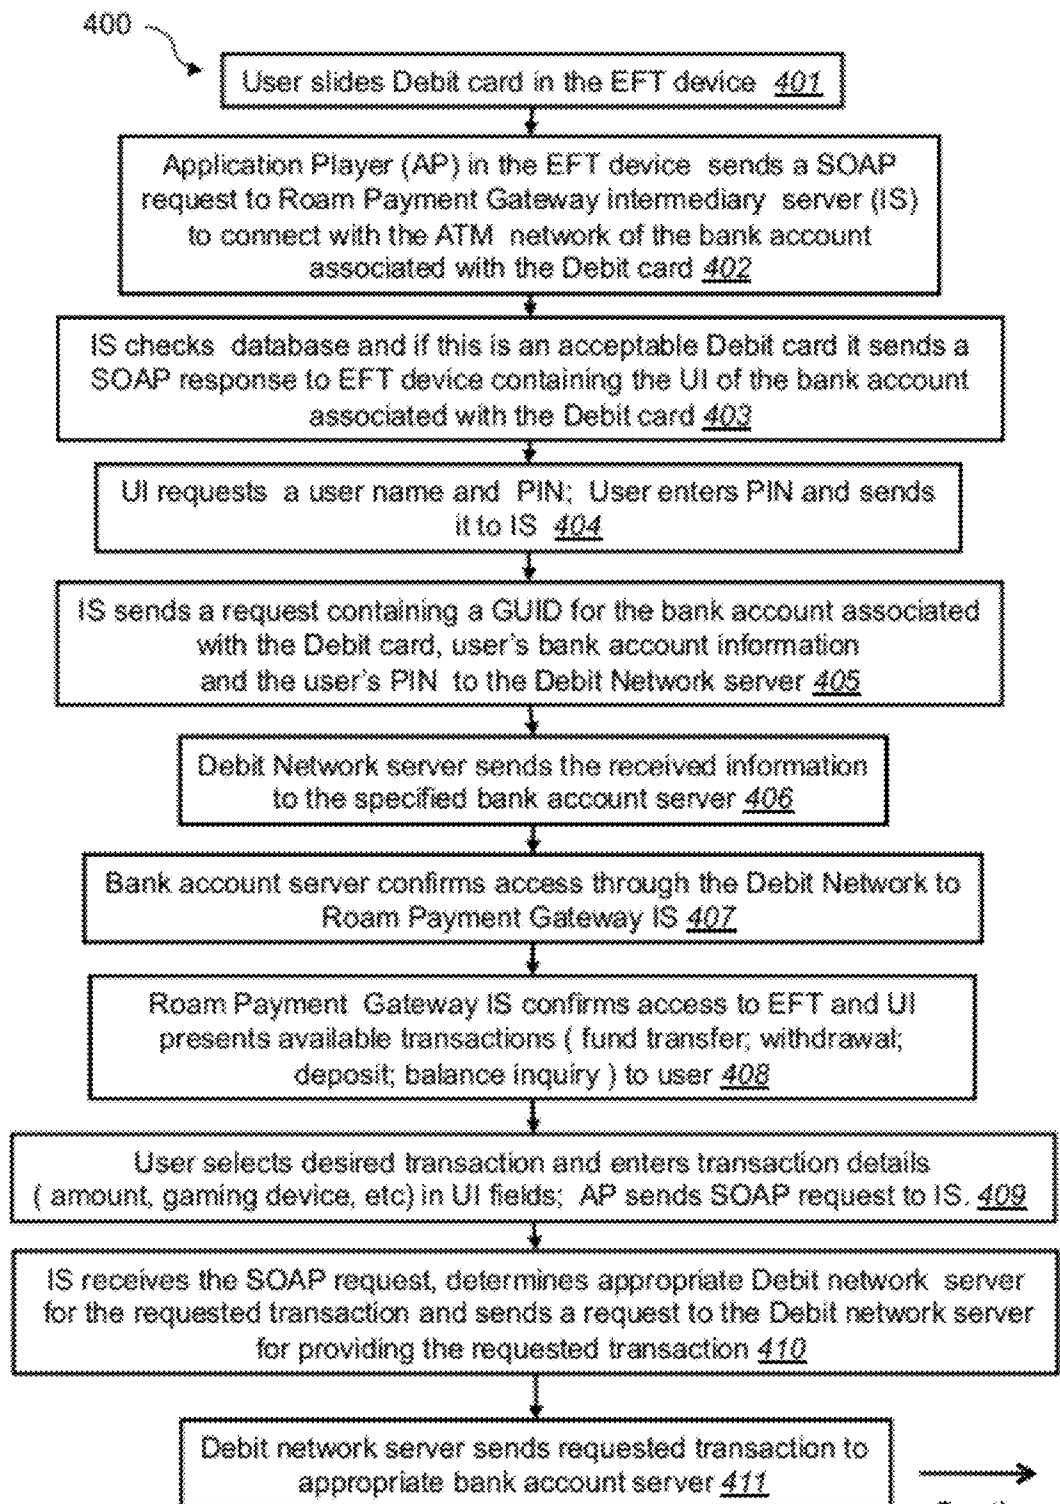 400
User slides Debit card in the EFT device 401
Application Player (AP) in the EFT device sends a SOAP
request to Roam Payment Gateway intermediary server (IS)
to connect with the ATM network of the bank account
associated with the Debit card 402
IS checks database and if this is an acceptable Debit card it sends a
SOAP response to EFT device containing the UI of the bank account
associated with the Debit card 403
UI requests a user name and PIN; User enters PIN and sends
it to IS 404
IS sends a request containing a GUID for the bank account associated
with the Debit card, user's bank account information
and the user's PIN to the Debit Network server 405
Debit Network server sends the received information
to the specified bank account server 406
Bank account server confirms access through the Debit Network to
Roam Payment Gateway IS 407
Roam Payment Gateway IS confirms access to EFT and UI
presents available transactions ( fund transfer; withdrawal;
deposit; balance inquiry ) to user 408
User selects desired transaction and enters transaction details
( amount, gaming device, etc) in UI fields; AP sends SOAP request to IS. 409
IS receives the SOAP request, determines appropriate Debit network server
for the requested transaction and sends a request to the Debit network server
for providing the requested transaction 410
Debit network server sends requested transaction to
appropriate bank account server 411